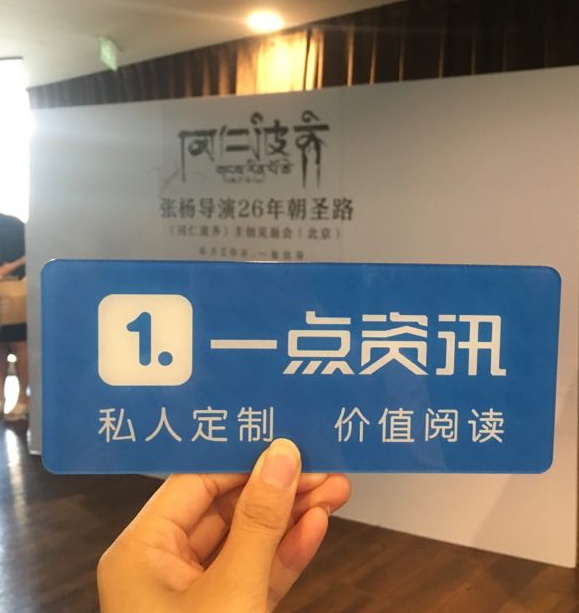 冈仁波齐
གངས་རིན་པོ་ཆེ
张杨导演26年朝圣路
《冈仁波齐》主创见面会（北京）
1.
一点资讯
私人定制 价值阅读